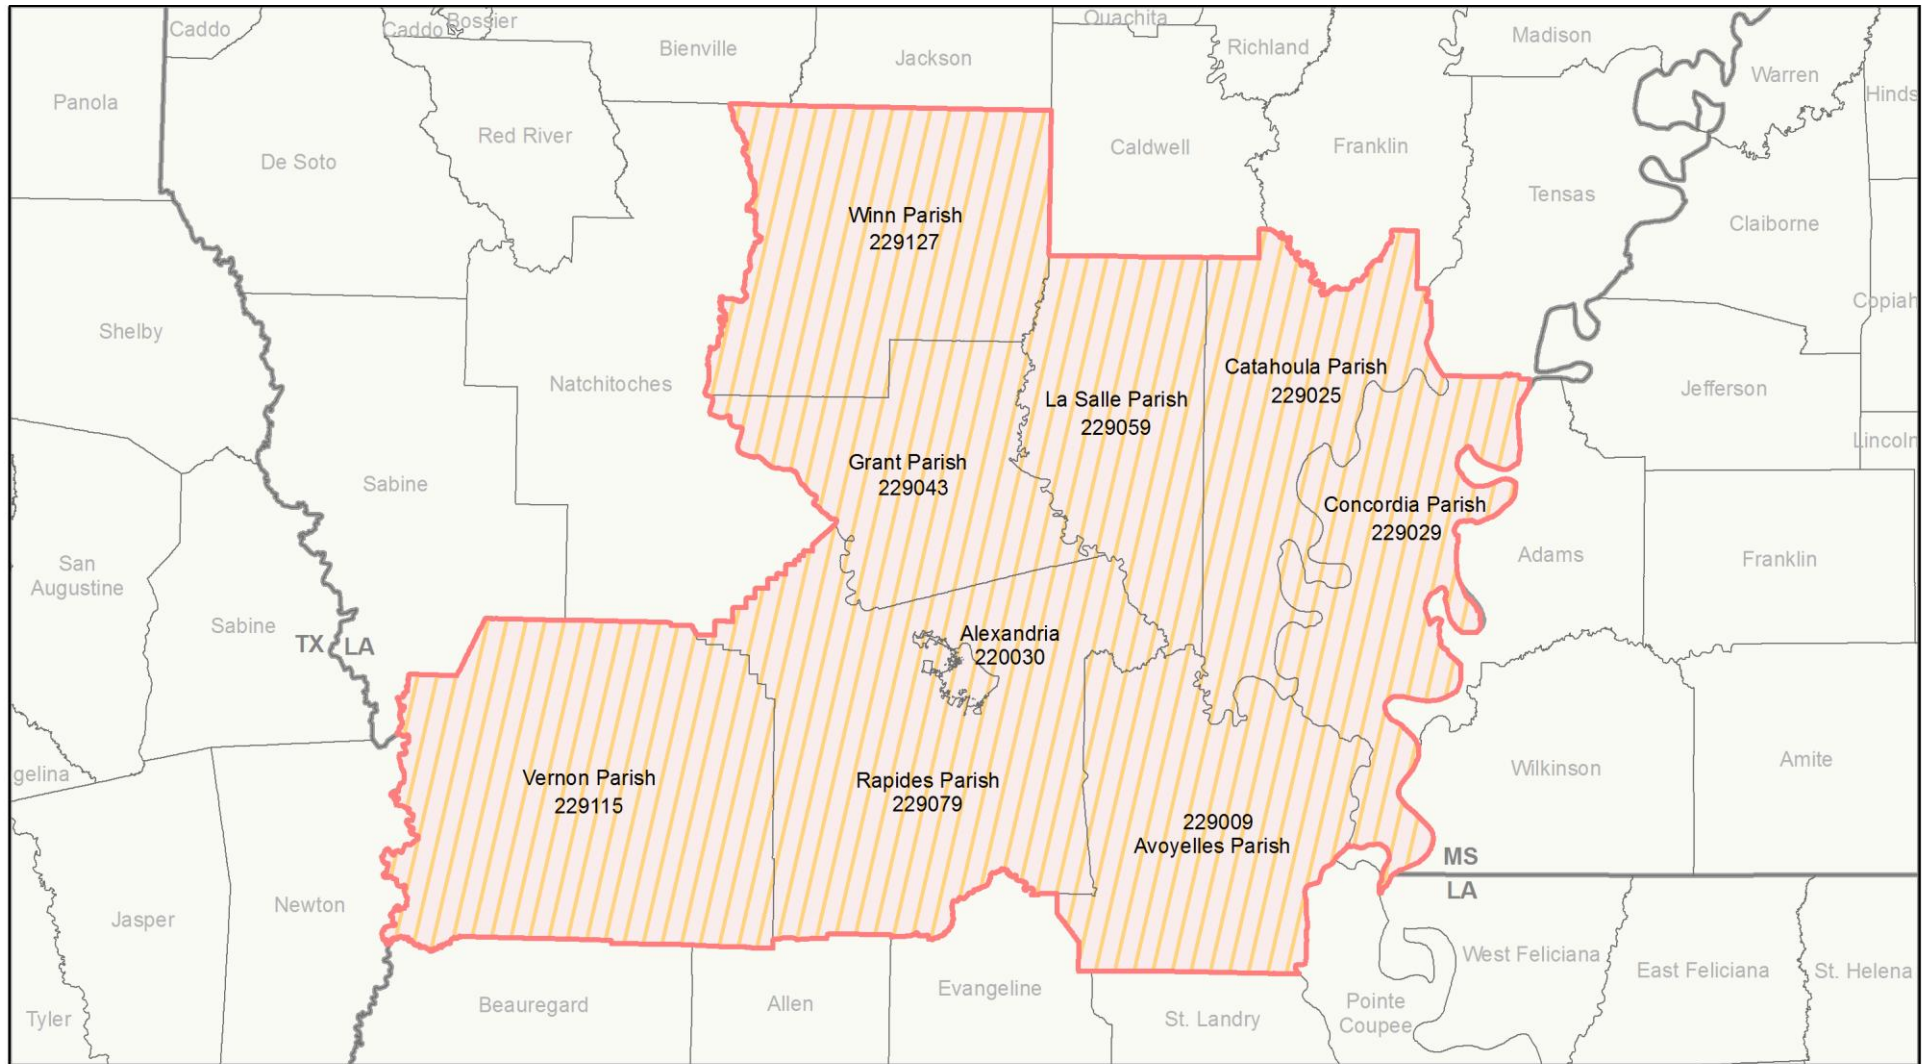 Caddo
Caddo
Bossier
Bienville
Jackson
Ouachita
Richland
Madison
Warren
Hinds
Panola
De Soto
Red River
Caldwell
Franklin
Tensas
Claiborne
Copiah
Winn Parish
229127
Shelby
Natchitoches
La Salle Parish
229059
Catahoula Parish
229025
Jefferson
Lincoln
Sabine
Grant Parish
229043
Concordia Parish
229029
Adams
Franklin
San
Augustine
Sabine
TX
LA
Alexandria
220030
gelina
Vernon Parish
229115
Rapides Parish
229079
229009
Avoyelles Parish
Wilkinson
Amite
MS
LA
Jasper
Newton
West Feliciana
East Feliciana
St. Helena
Tyler
Beauregard
Allen
Evangeline
St. Landry
Pointe
Coupee